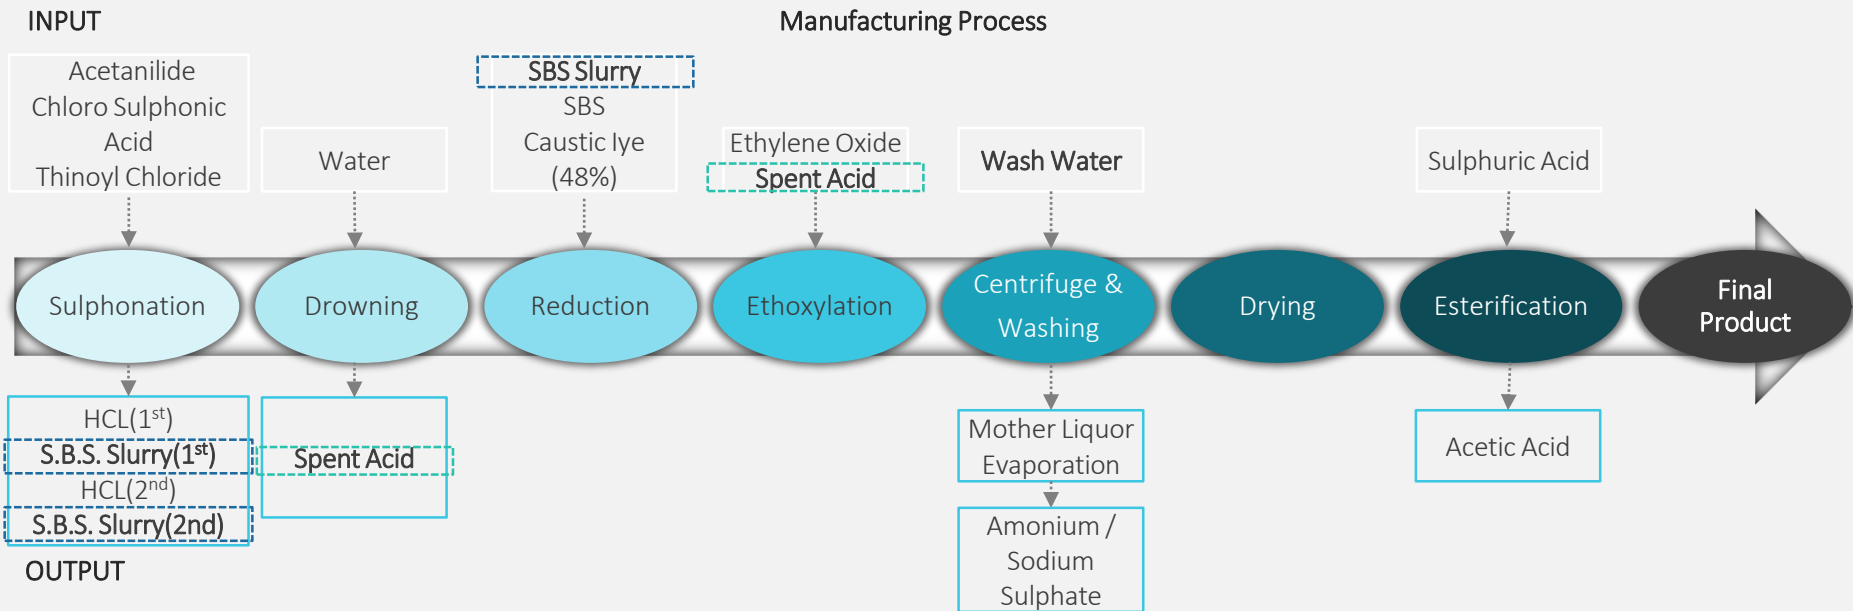 INPUT
Manufacturing Process
Acetanilide
Chloro Sulphonic
Acid
Thinoyl Chloride
Water
SBS Slurry
SBS
Caustic lye
(48%)
Ethylene Oxide
Spent Acid
Wash Water
Sulphuric Acid
Sulphonation
Drowning
Reduction
Ethoxylation
Centrifuge &
Washing
Drying
Esterification
Final
Product
HCL(1st)
S.B.S. Slurry(1st)
HCL(2nd)
S.B.S. Slurry(2nd)
Spent Acid
Mother Liquor
Evaporation
Amonium /
Sodium
Sulphate
Acetic Acid
OUTPUT